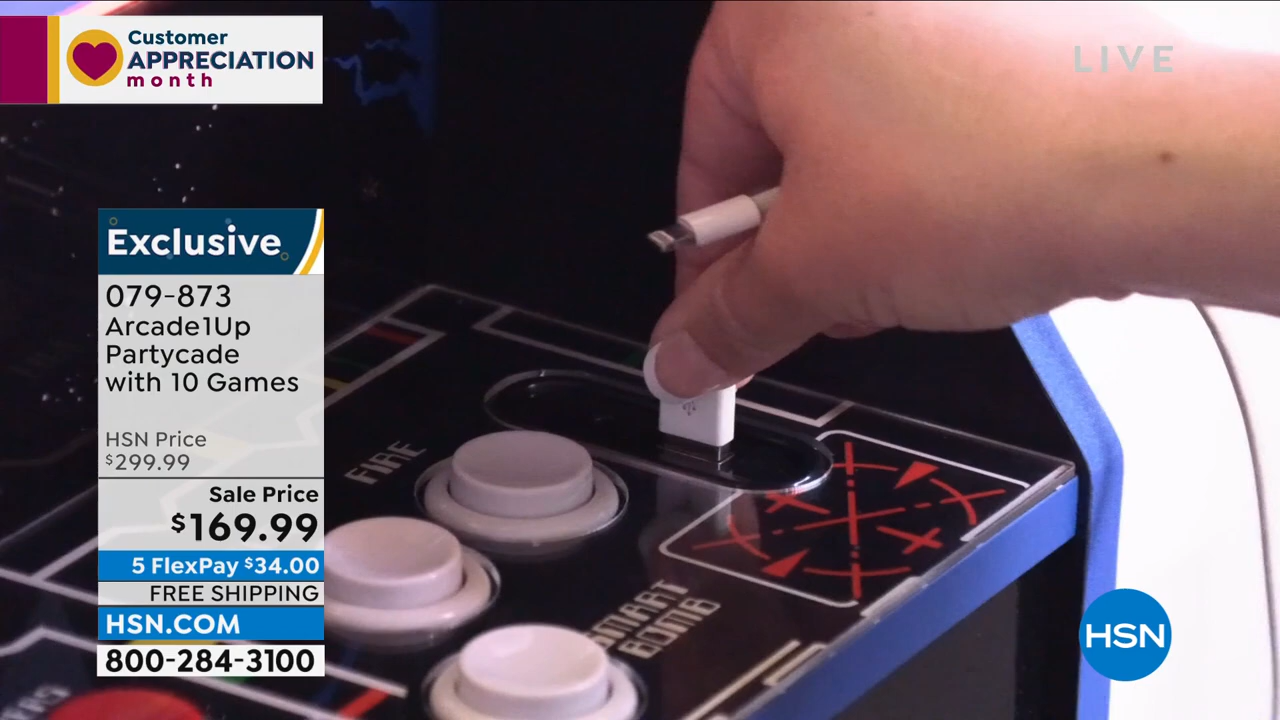 Customer
APPRECIATION
month
LIVE
Exclusive
079-873
Arcade1Up
Partycade
with 10 Games
HSN Price
$299.99
Sale Price
$169.99
5 FlexPay $34.00
FREE SHIPPING
HSN.COM
800-284-3100
FIRE
SMART
BOMB
HSN